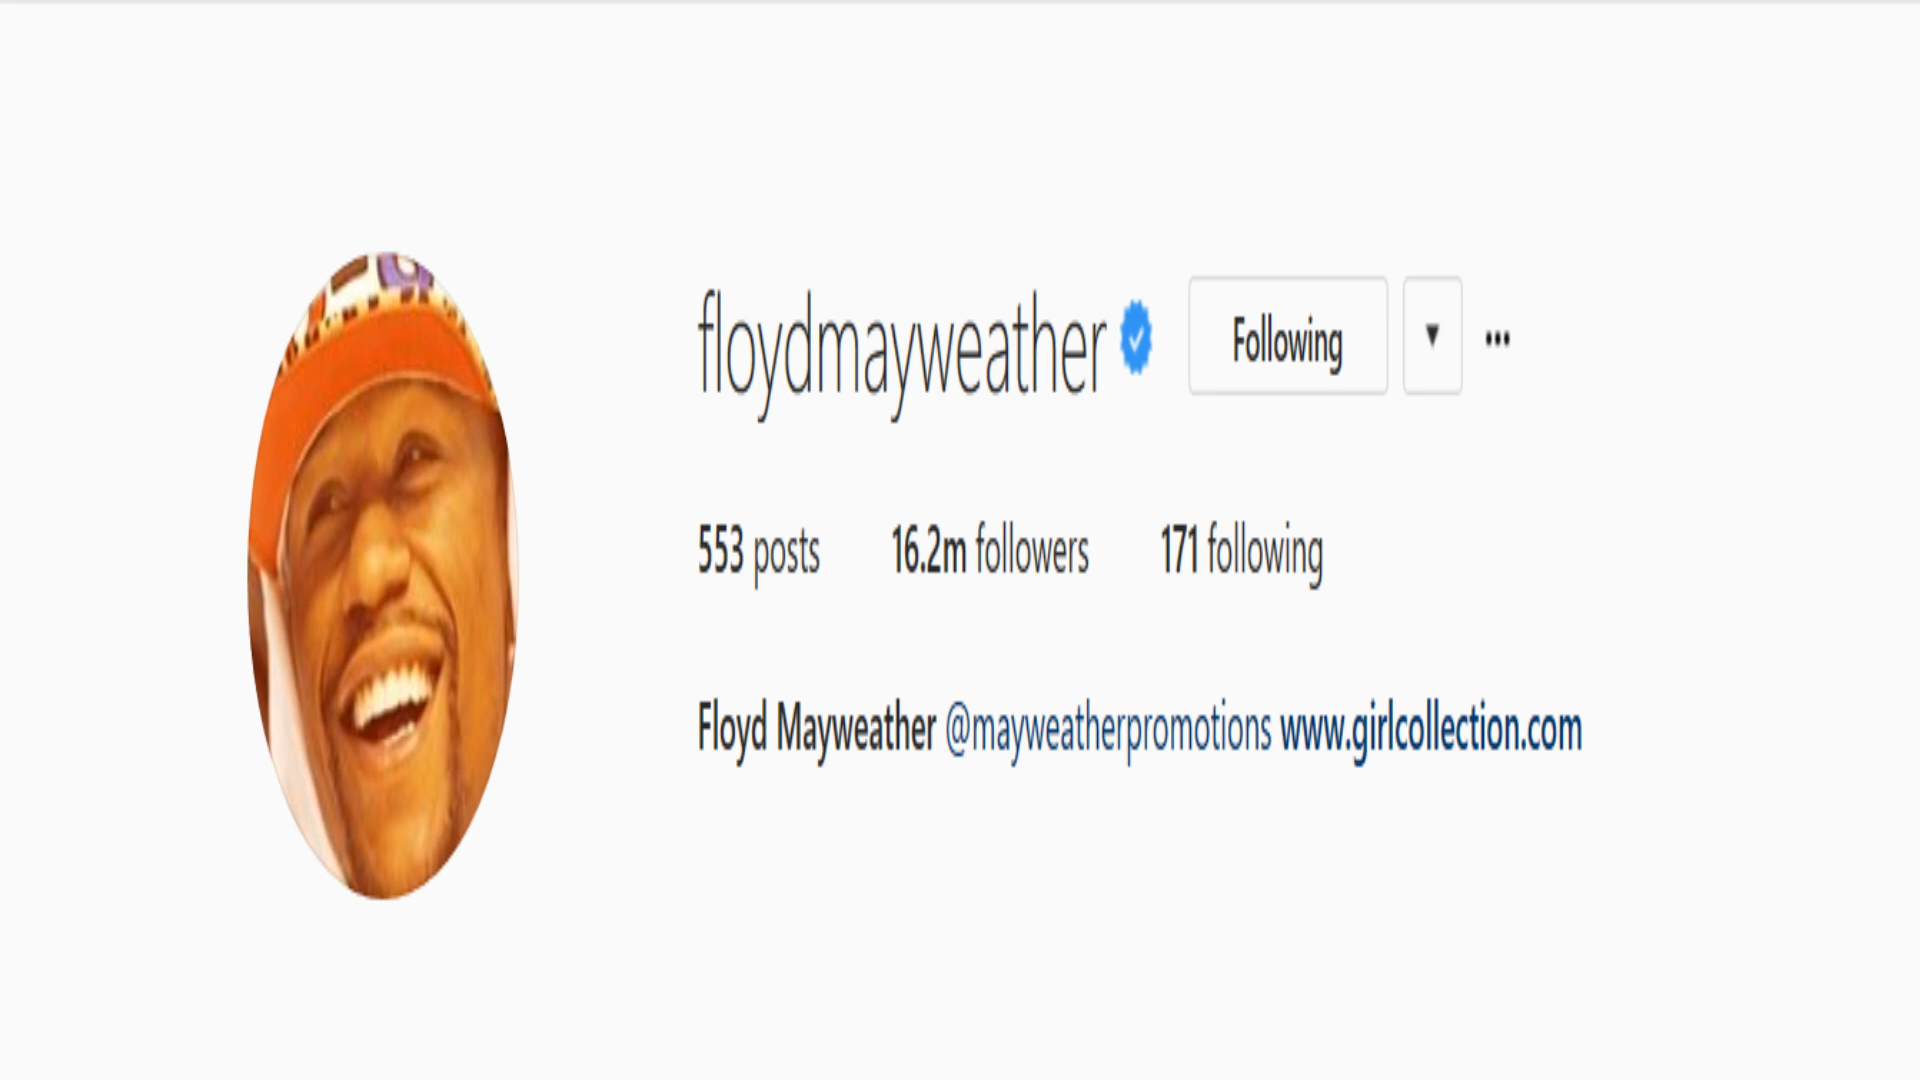 floydmayweather Following ▼ •••
553 posts 16.2m followers 171 following
Floyd Mayweather @mayweatherpromotions www.girlcollection.com